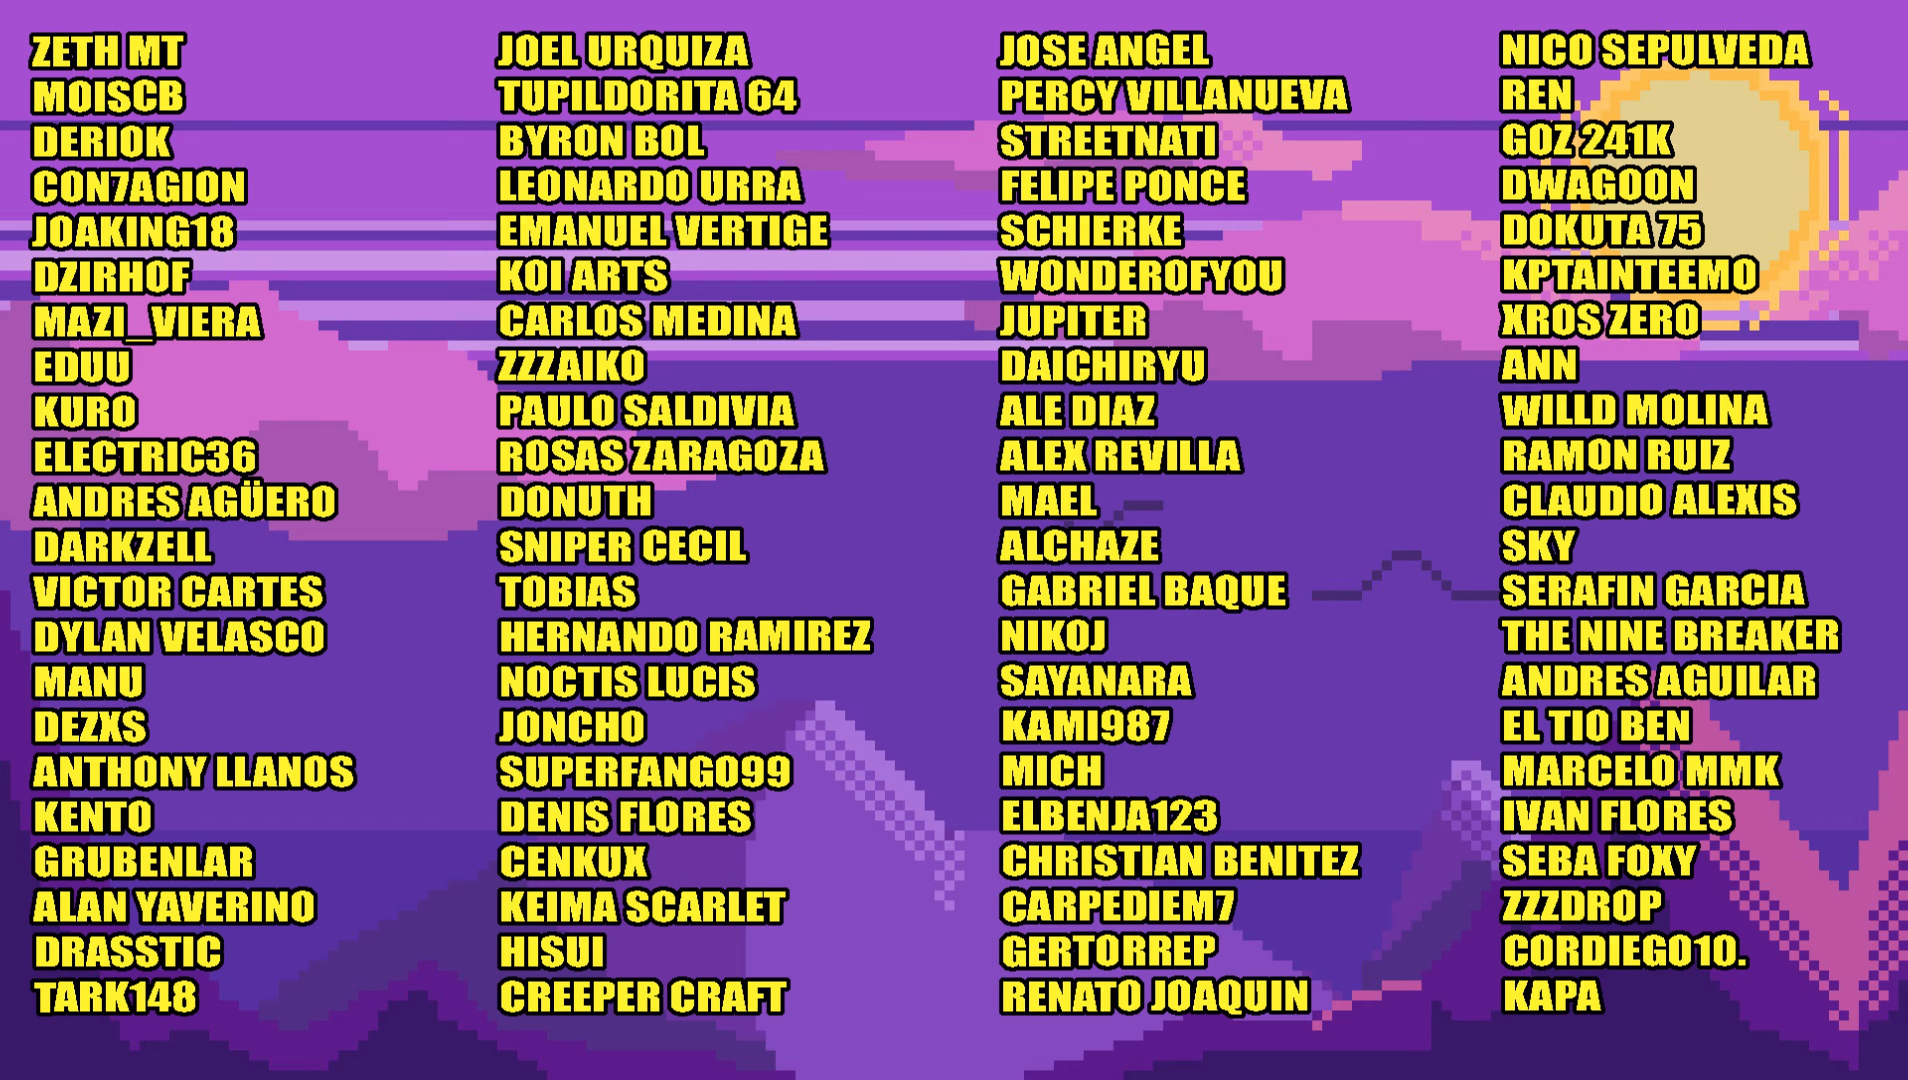 ZETH MT
MOISCB
DERIOK
CON7AGION
JOAKING18
DZIRHOF
MAZI_VIERA
EDUU
KURO
ELECTRIC36
ANDRES AGÜERO
DARKZELL
VICTOR CARTES
DYLAN VELASCO
MANU
DEZXS
ANTHONY LLANOS
KENTO
GRUBENLAR
ALAN YAVERINO
DRASSTIC
TARK148
JOEL URQUIZA
TUPILDORITA 64
BYRON BOL
LEONARDO URRA
EMANUEL VERTIGE
KOI ARTS
CARLOS MEDINA
ZZZAIKO
PAULO SALDIVIA
ROSAS ZARAGOZA
DONUTH
SNIPER CECIL
TOBIAS
HERNANDO RAMIREZ
NOCTIS LUCIS
JONCHO
SUPERFANGO99
DENIS FLORES
CENKUX
KEIMA SCARLET
HISUI
CREEPER CRAFT
JOSE ANGEL
PERCY VILLANUEVA
STREETNATI
FELIPE PONCE
SCHIERKE
WONDEROFYOU
JUPITER
DAICHIRYU
ALE DIAZ
ALEX REVILLA
MAEL
ALCHAZE
GABRIEL BAQUE
NIKOJ
SAYANARA
KAMI987
MICH
ELBENJA123
CHRISTIAN BENITEZ
CARPEDIEM7
GERTORREP
RENATO JOAQUIN
NICO SEPULVEDA
REN
GOZ 241K
DWAGOON
DOKUTA 75
KPTAINTEEMO
XROS ZERO
ANN
WILLD MOLINA
RAMON RUIZ
CLAUDIO ALEXIS
SKY
SERAFIN GARCIA
THE NINE BREAKER
ANDRES AGUILAR
EL TIO BEN
MARCELO MMK
IVAN FLORES
SEBA FOXY
ZZZDROP
CORDIEGO10.
KAPA